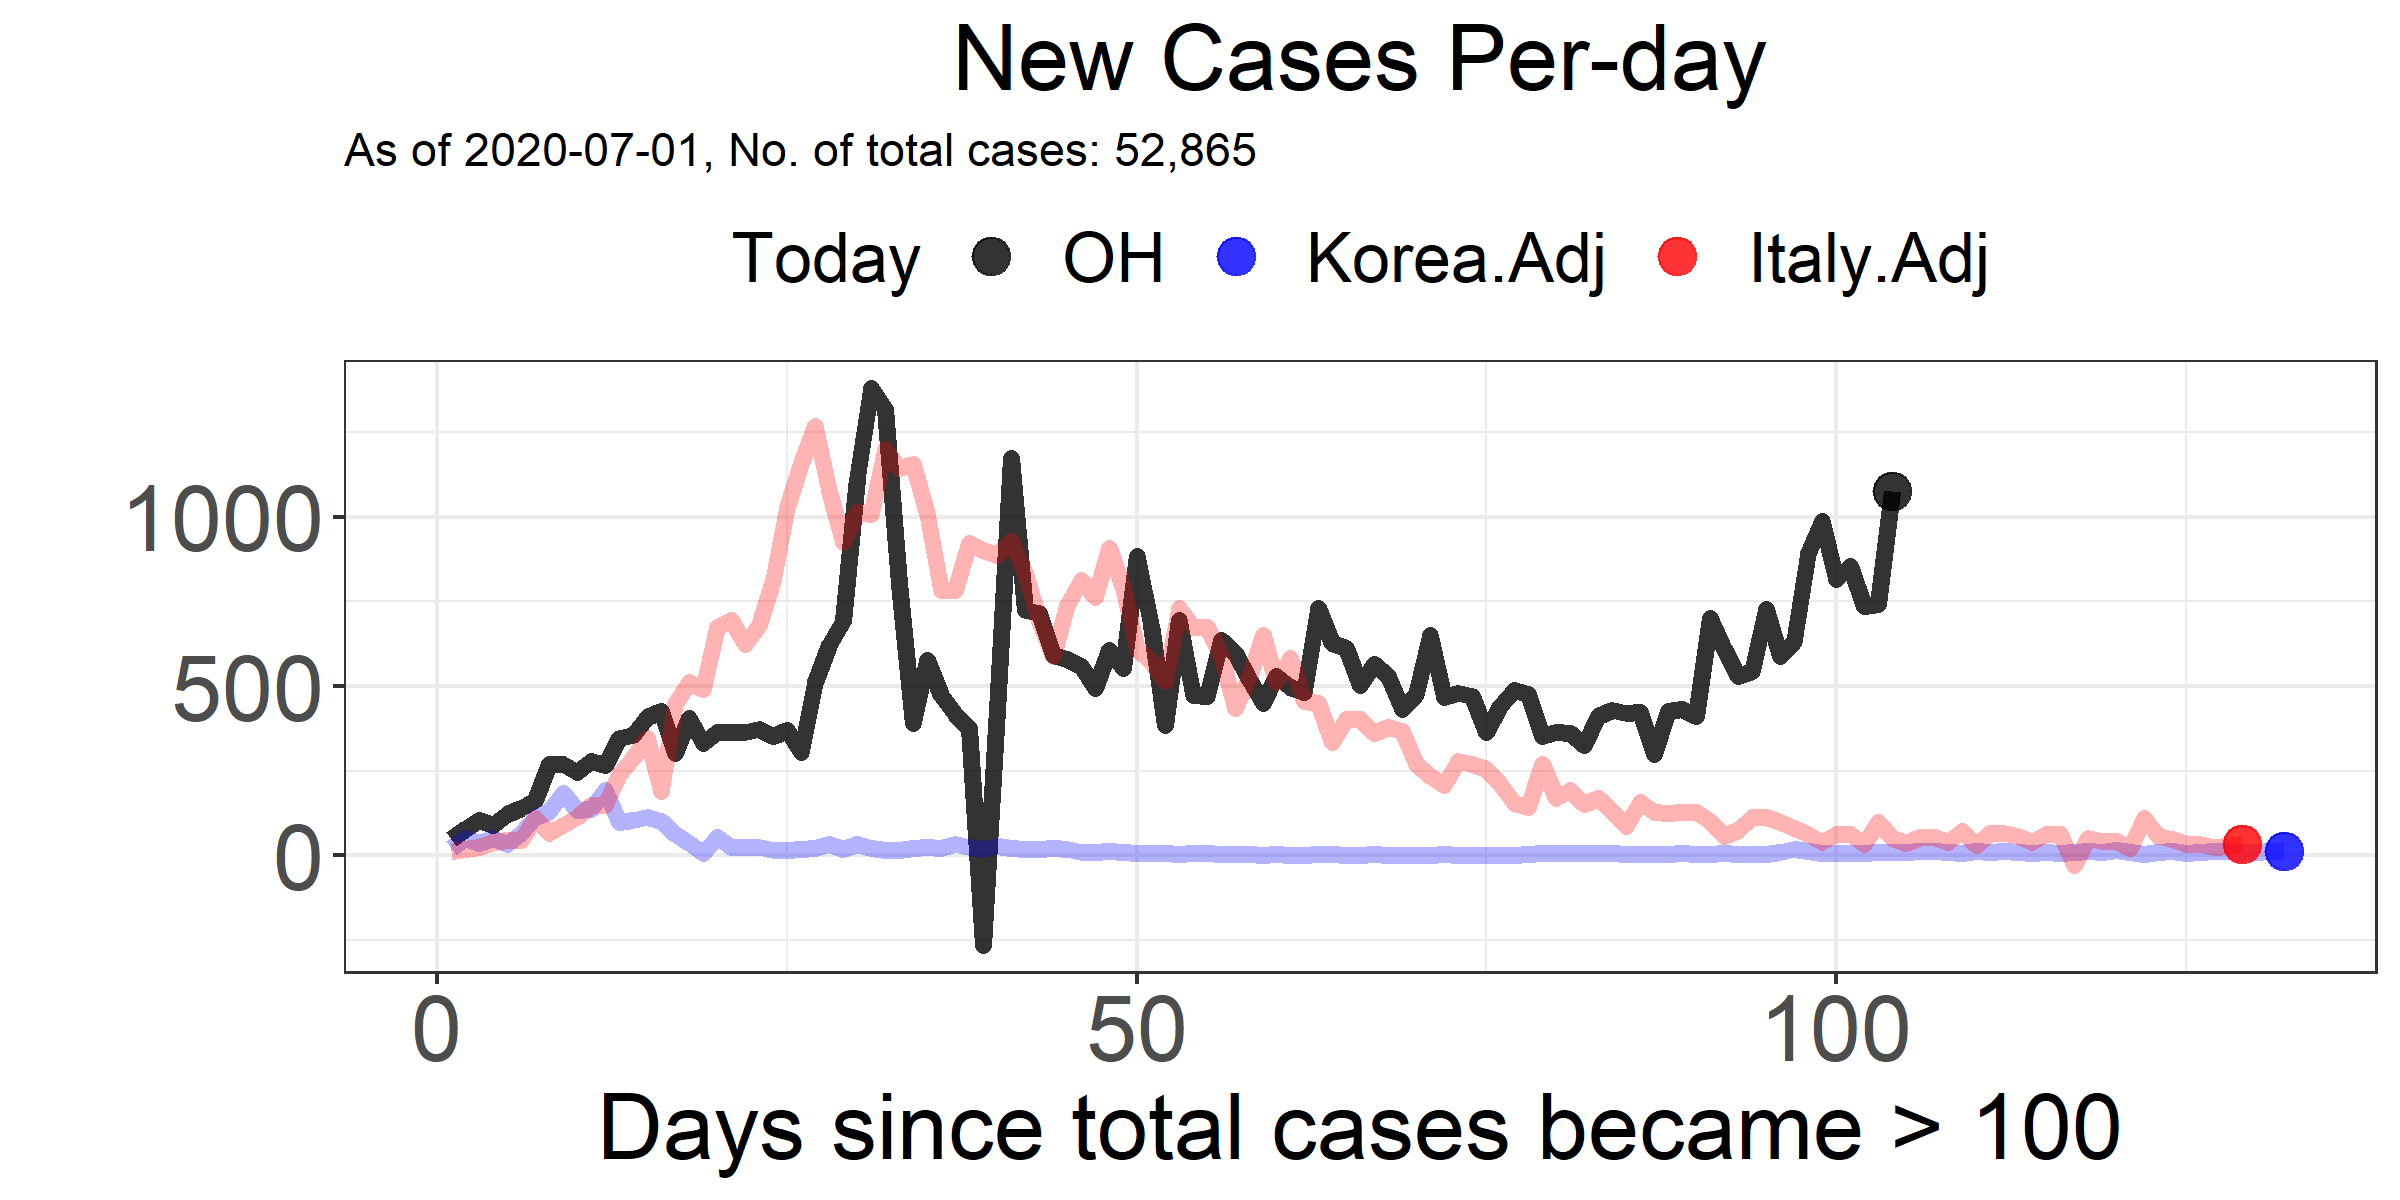 New Cases Per-day
As of 2020-07-01, No. of total cases: 52,865
Today OH Korea.Adj Italy.Adj
1000
500
0
0 50 100
Days since total cases became > 100